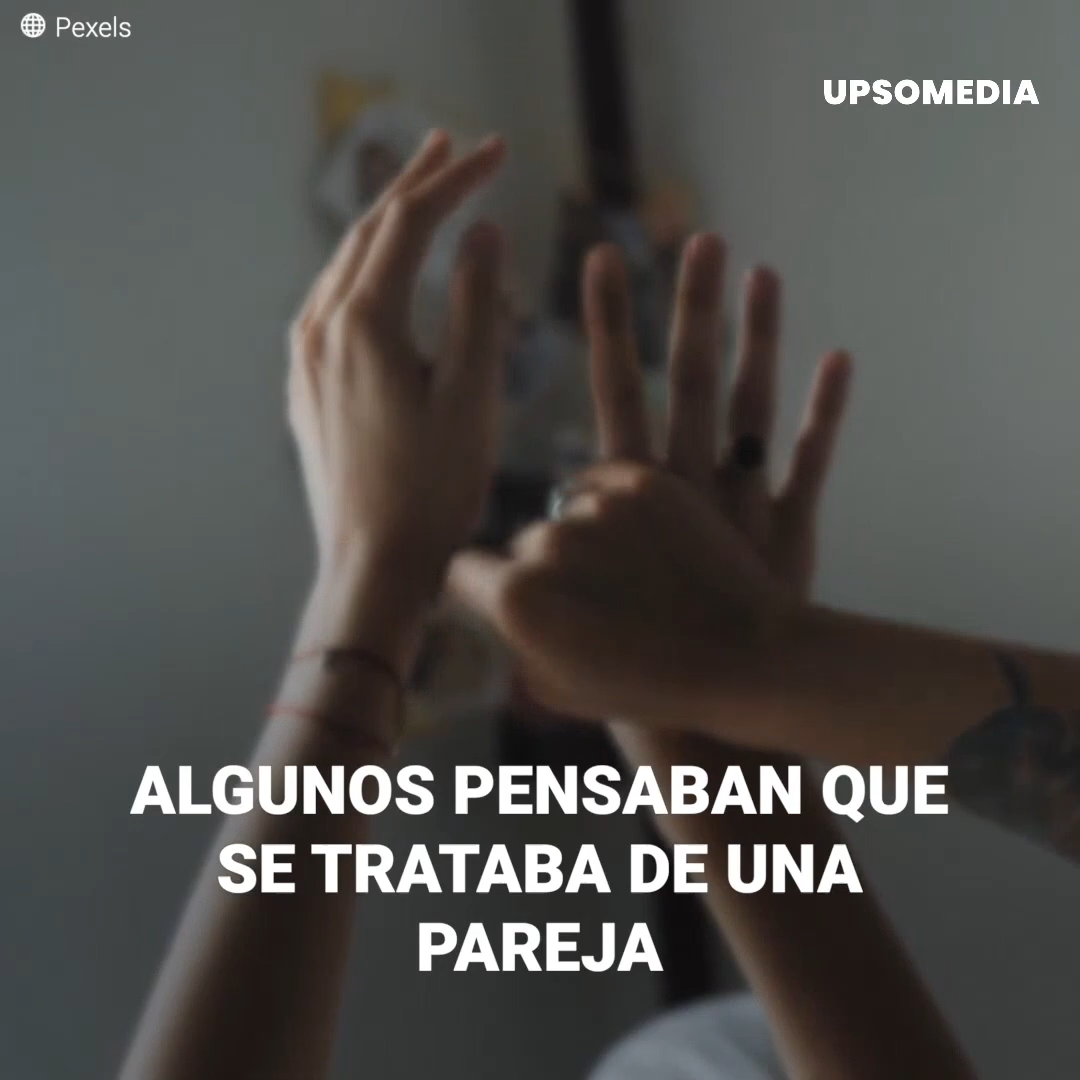 Pexels
UPSOMEDIA
ALGUNOS PENSABAN QUE
SE TRATABA DE UNA
PAREJA